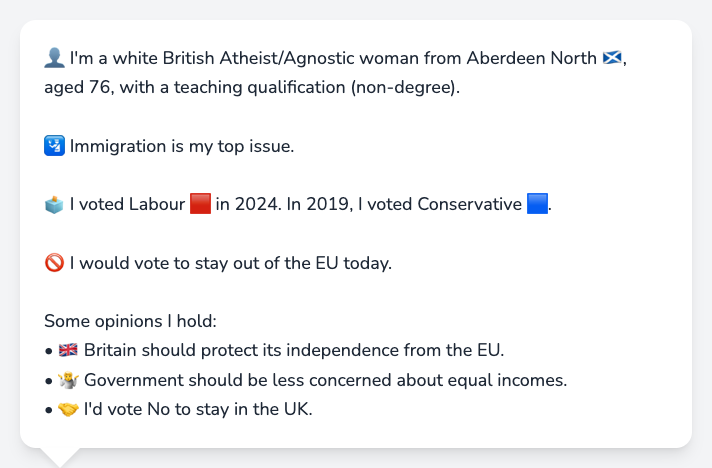 👤 I'm a white British Atheist/Agnostic woman from Aberdeen North 🏴󠁧󠁢󠁳󠁣󠁴󠁿,
aged 76, with a teaching qualification (non-degree).
🛂 Immigration is my top issue.
🗳️ I voted Labour 🟥 in 2024. In 2019, I voted Conservative 🟦.
🚫 I would vote to stay out of the EU today.
Some opinions I hold:
• 🇬🇧 Britain should protect its independence from the EU.
• 🤷 Government should be less concerned about equal incomes.
• 🤝 I'd vote No to stay in the UK.